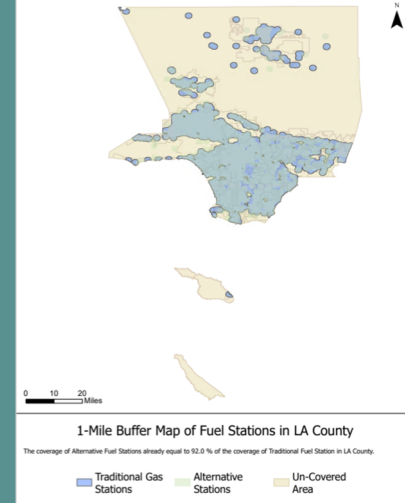 N
0 10 20
Miles
1-Mile Buffer Map of Fuel Stations in LA County
The coverage of Alternative Fuel Stations already equal to 92.0 % of the coverage of Traditional Fuel Station in LA County.
Traditional Gas Stations
Alternative Stations
Un-Covered Area